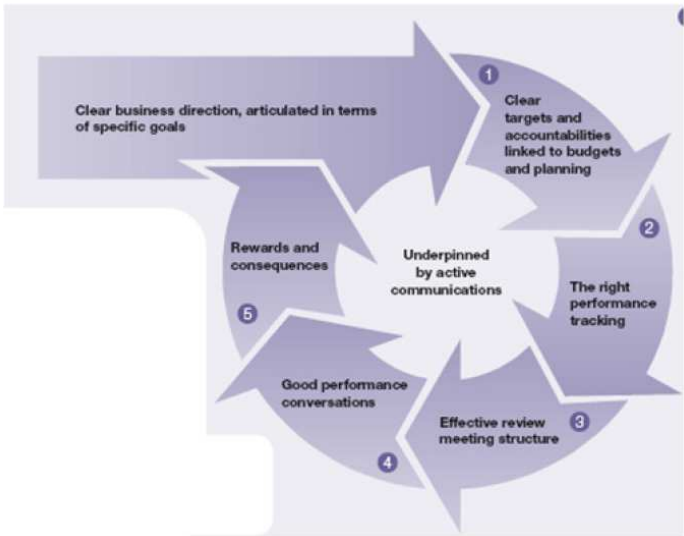 Clear business direction, articulated in terms
of specific goals
1
Clear
targets and
accountabilities
linked to budgets
and planning
2
The right
performance
tracking
3
Effective review
meeting structure
4
Good performance
conversations
5
Rewards and
consequences
Underpinned
by active
communications